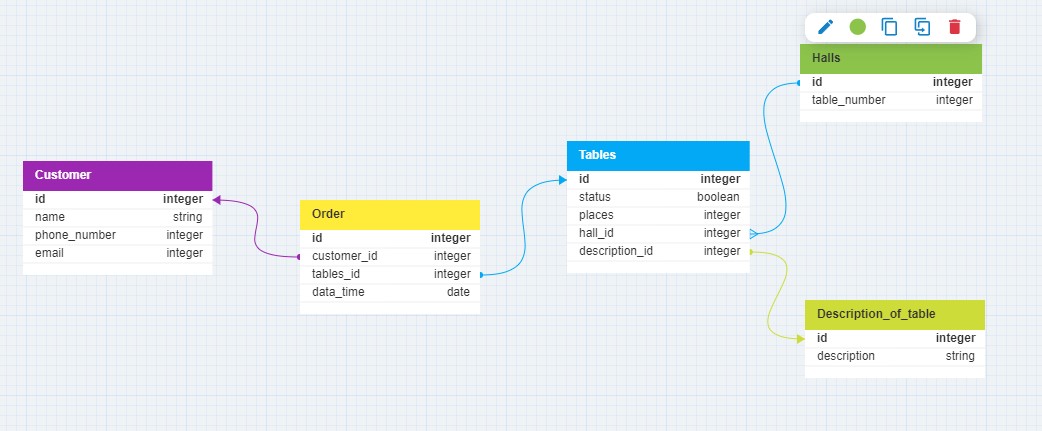 Customer
id integer
name string
phone_number integer
email integer
Order
id integer
customer_id integer
tables_id integer
data_time date
Tables
id integer
status boolean
places integer
hall_id integer
description_id integer
Halls
id integer
table_number integer
Description_of_table
id integer
description string